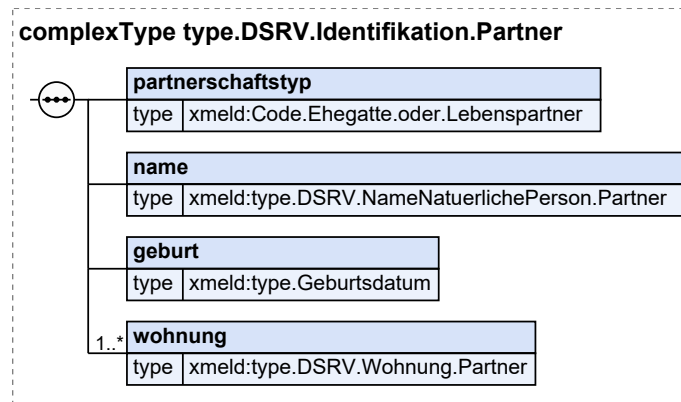 complexType type.DSRV.Identifikation.Partner
partnerschaftstyp
type xmeld:Code.Ehegatte.oder.Lebenspartner
name
type xmeld:type.DSRV.NameNatuerlichePerson.Partner
geburt
type xmeld:type.Geburtsdatum
1..* wohnung
type xmeld:type.DSRV.Wohnung.Partner